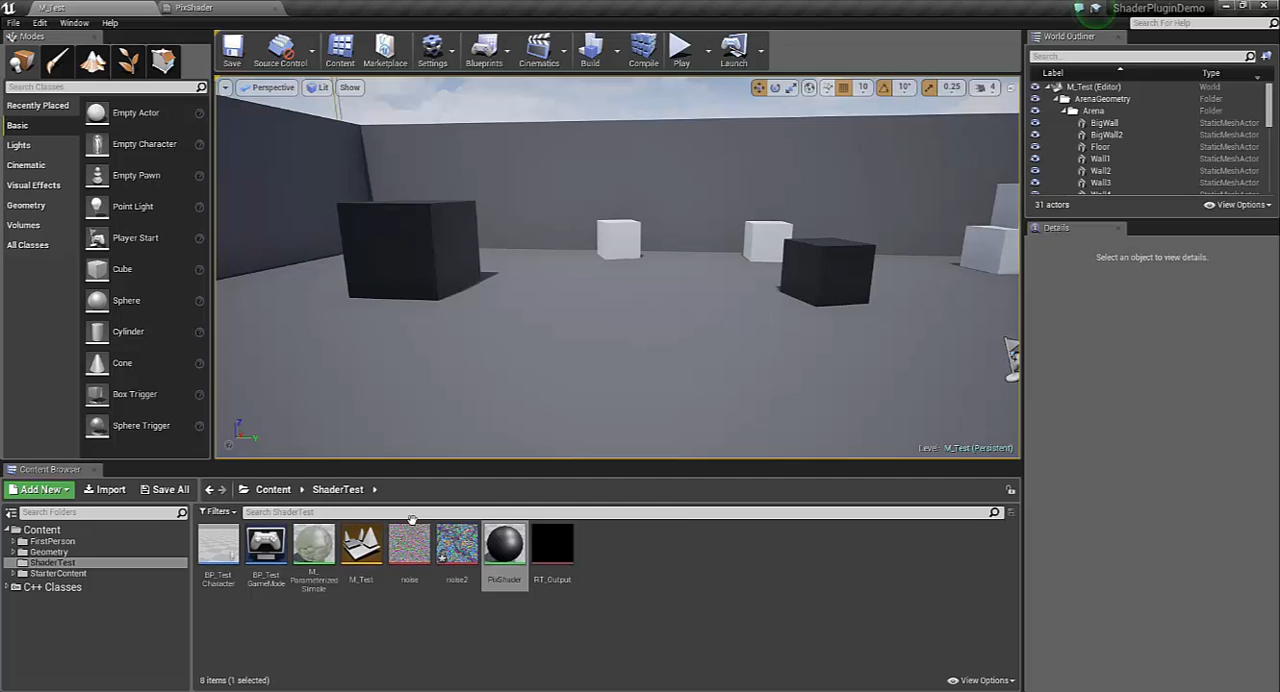 M_Test
PixShader
ShaderPluginDemo
File Edit Window Help
Search For Help
Modes
Search Classes
Recently Placed
Basic
Lights
Cinematic
Visual Effects
Geometry
Volumes
All Classes
Empty Actor
Empty Character
Empty Pawn
Point Light
Player Start
Cube
Sphere
Cylinder
Cone
Box Trigger
Sphere Trigger
Save
Source Control
Content
Marketplace
Settings
Blueprints
Cinematics
Build
Compile
Play
Launch
Perspective
Lit
Show
10
10°
0.25
4
Level: M_Test (Persistent)
World Outliner
Search...
Label Type
M_Test (Editor) World
ArenaGeometry Folder
Arena Folder
BigWall StaticMeshActor
BigWall2 StaticMeshActor
Floor StaticMeshActor
Wall1 StaticMeshActor
Wall2 StaticMeshActor
Wall3 StaticMeshActor
31 actors
View Options
Details
Select an object to view details.
Content Browser
Add New
Import
Save All
Content
ShaderTest
Search Folders
Content
FirstPerson
Geometry
ShaderTest
StarterContent
C++ Classes
Filters
Search ShaderTest
BP_Test
Character
BP_Test
GameMode
M_
Parameterized
Simple
M_Test
noise
noise2
PixShader
RT_Output
8 items (1 selected)
View Options